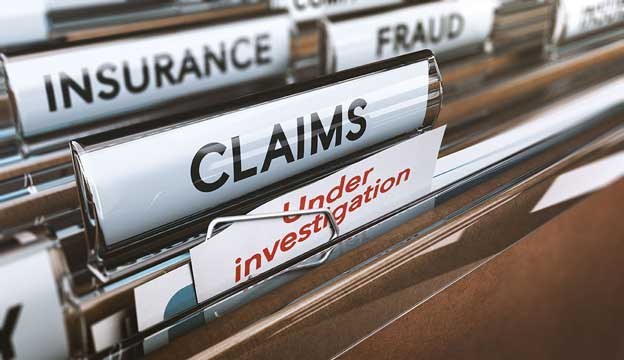 INSURANCE
FRAUD
CLAIMS
Under
investigation